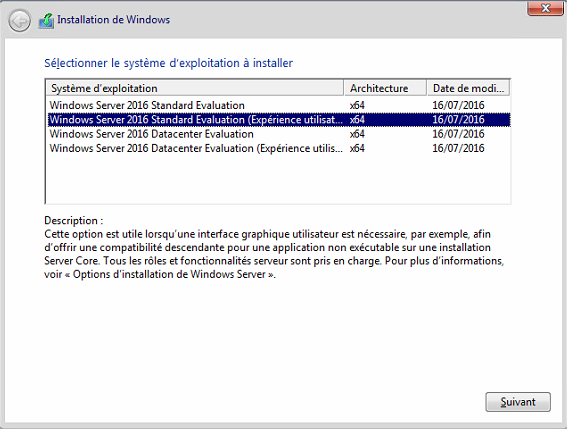 Installation de Windows
Sélectionner le système d'exploitation à installer
Système d'exploitation Architecture Date de modi...
Windows Server 2016 Standard Evaluation x64 16/07/2016
Windows Server 2016 Standard Evaluation (Expérience utilisat... x64 16/07/2016
Windows Server 2016 Datacenter Evaluation x64 16/07/2016
Windows Server 2016 Datacenter Evaluation (Expérience utilis... x64 16/07/2016
Description :
Cette option est utile lorsqu'une interface graphique utilisateur est nécessaire, par exemple, afin
d'offrir une compatibilité descendante pour une application non exécutable sur une installation
Server Core. Tous les rôles et fonctionnalités serveur sont pris en charge. Pour plus d'informations,
voir « Options d'installation de Windows Server ».
Suivant